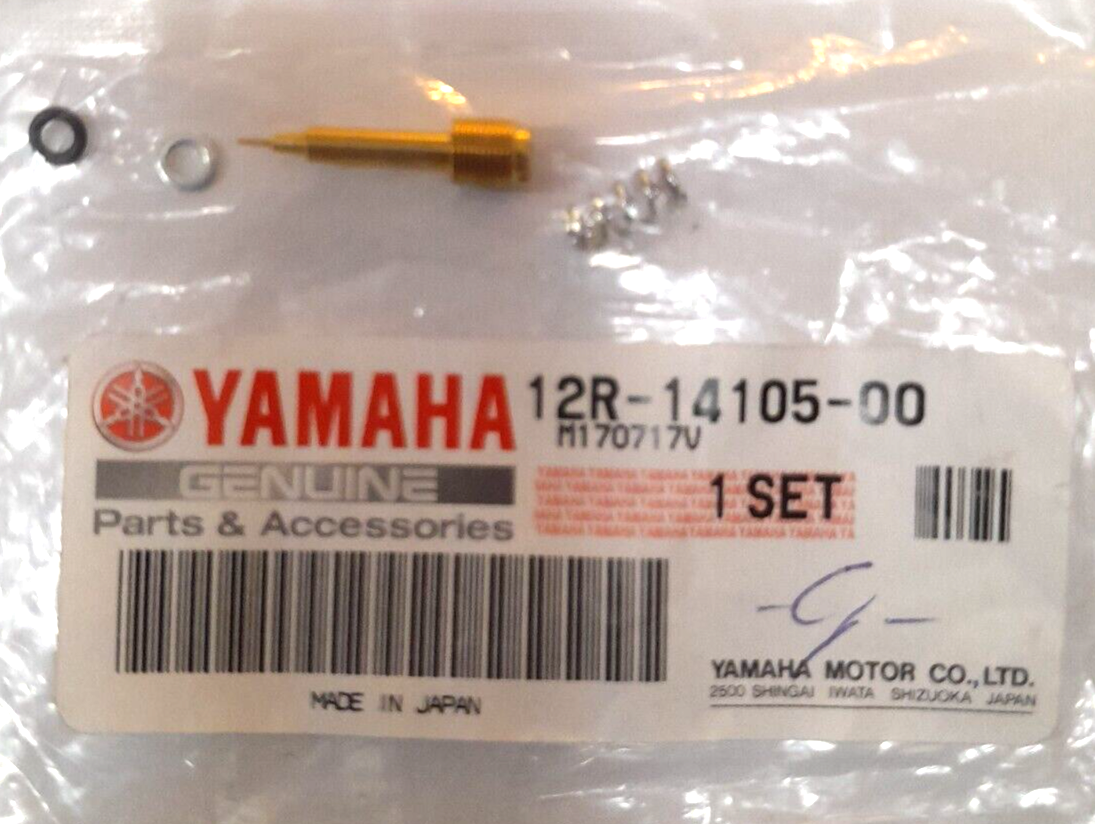 YAMAHA 12R-14105-00
M170717V
GENUINE
1 SET
Parts & Accessories
YAMAHA MOTOR CO.,LTD.
2500 SHINGAI IWATA SHIZUOKA JAPAN
MADE IN JAPAN